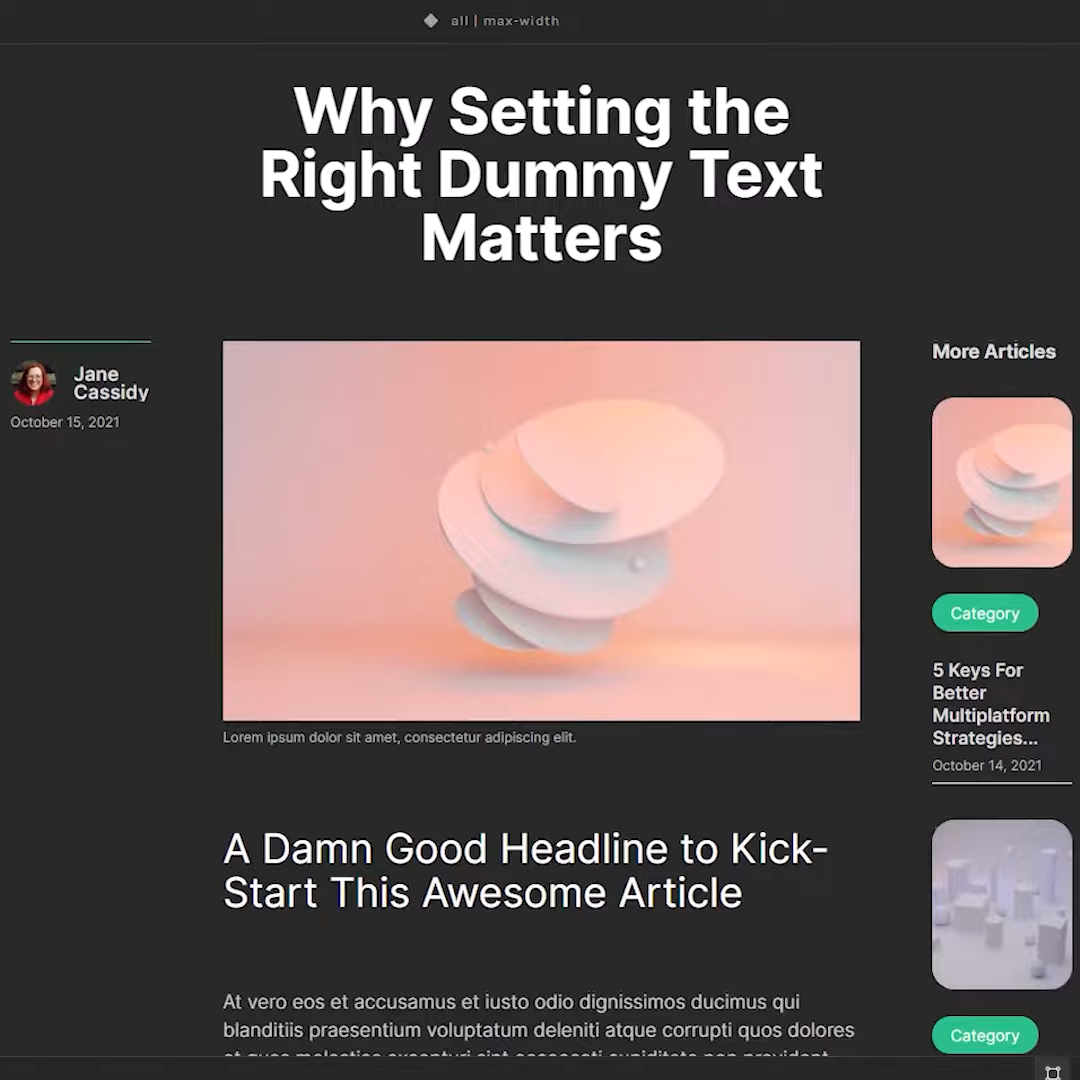 all | max-width
Why Setting the
Right Dummy Text
Matters
Jane
Cassidy
October 15, 2021
Lorem ipsum dolor sit amet, consectetur adipiscing elit.
A Damn Good Headline to Kick-
Start This Awesome Article
At vero eos et accusamus et iusto odio dignissimos ducimus qui
blanditiis praesentium voluptatum deleniti atque corrupti quos dolores
More Articles
Category
5 Keys For
Better
Multiplatform
Strategies...
October 14, 2021
Category